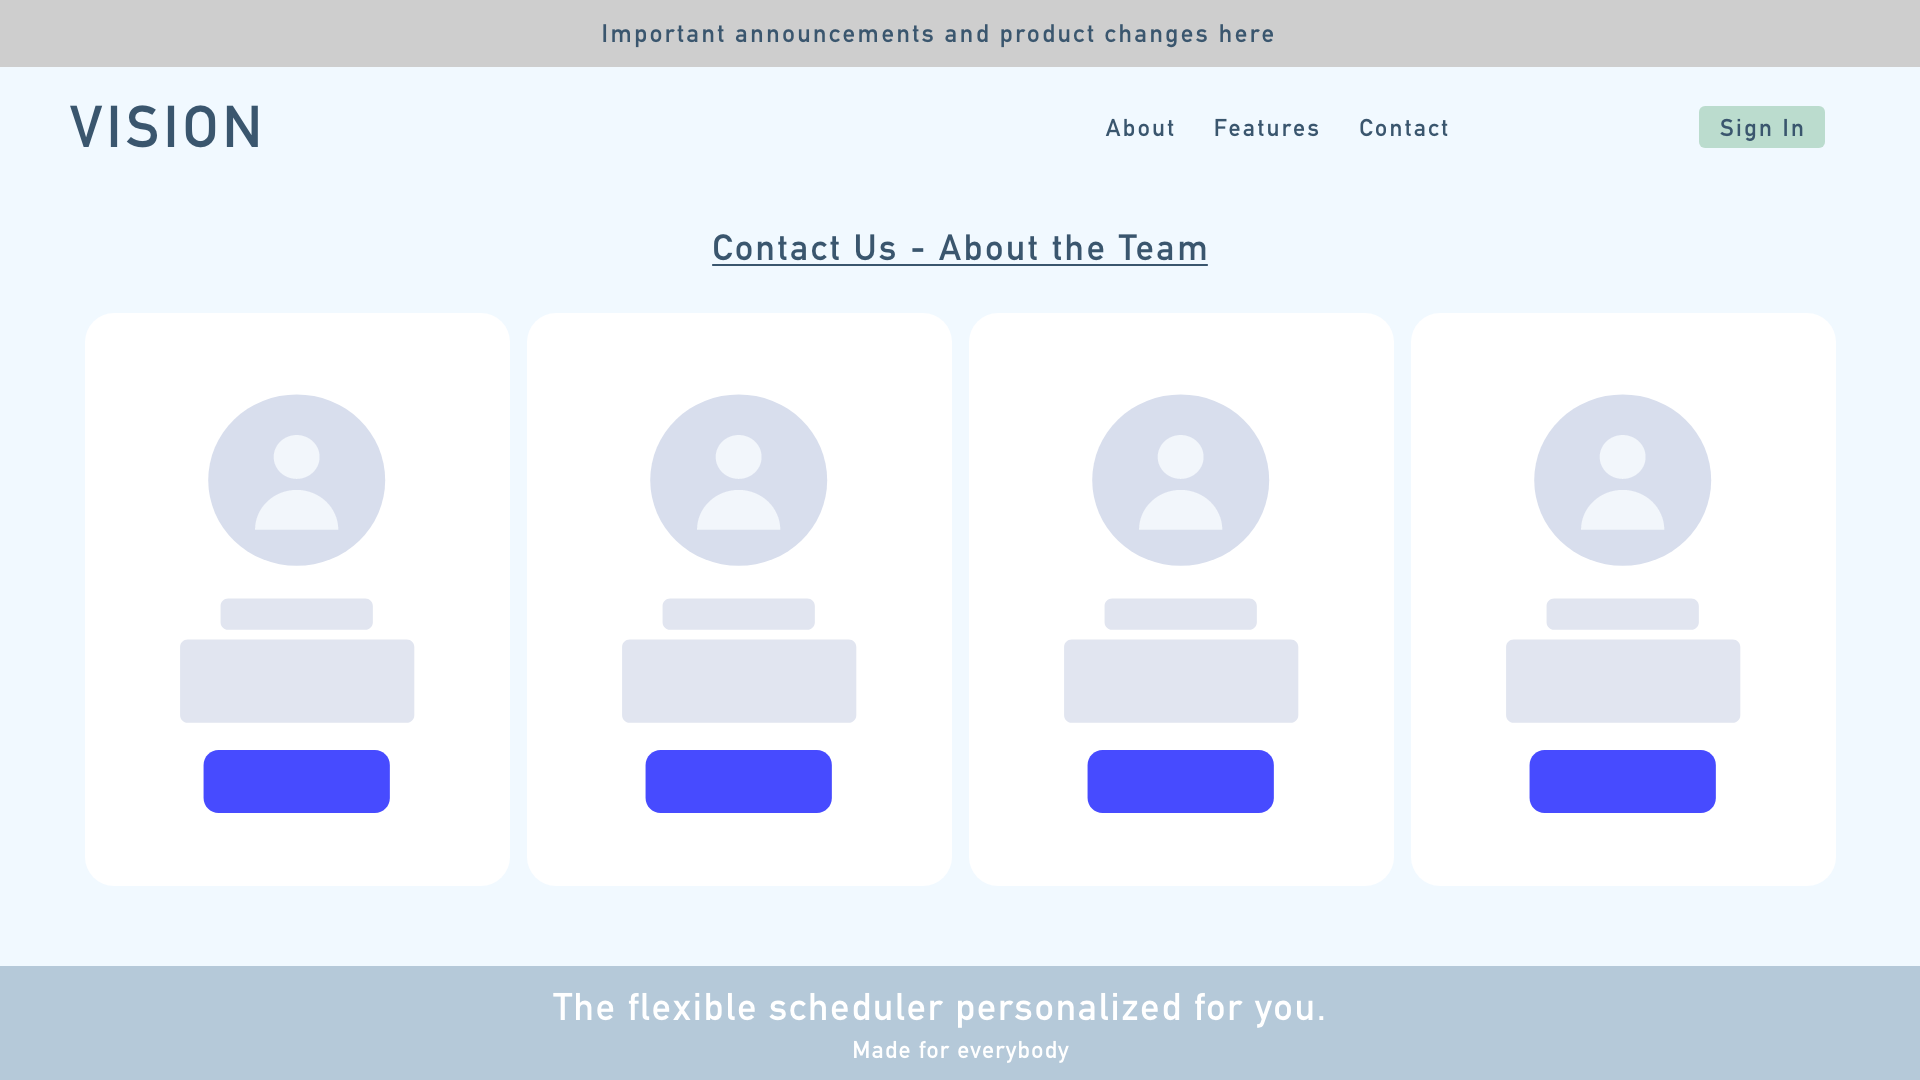 Important announcements and product changes here
VISION
About Features Contact
Sign In
Contact Us - About the Team
The flexible scheduler personalized for you.
Made for everybody